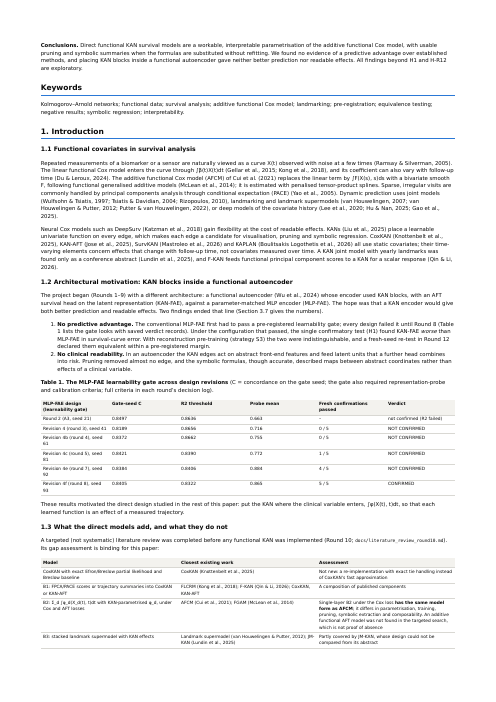 Conclusions. Direct functional KAN survival models are a workable, interpretable parametrisation of the additive functional Cox model, with usable
pruning and symbolic summaries when the formulas are substituted without refitting. We found no evidence of a predictive advantage over established
methods, and placing KAN blocks inside a functional autoencoder gave neither better prediction nor readable effects. All findings beyond H1 and H-R12
are exploratory.
Keywords
Kolmogorov–Arnold networks; functional data; survival analysis; additive functional Cox model; landmarking; pre-registration; equivalence testing;
negative results; symbolic regression; interpretability.
1. Introduction
1.1 Functional covariates in survival analysis
Repeated measurements of a biomarker or a sensor are naturally viewed as a curve X(t) observed with noise at a few times (Ramsay & Silverman, 2005).
The linear functional Cox model enters the curve through ∫β(t)X(t)dt (Gellar et al., 2015; Kong et al., 2018), and its coefficient can also vary with follow-up
time (Du & Leroux, 2024). The additive functional Cox model (AFCM) of Cui et al. (2021) replaces the linear form by ∫F(X(s), s)ds with a bivariate smooth
F, following functional generalised additive models (McLean et al., 2014); it is estimated with penalised tensor-product splines. Sparse, irregular visits are
commonly handled by principal components analysis through conditional expectation (PACE) (Yao et al., 2005). Dynamic prediction uses joint models
(Wulfsohn & Tsiatis, 1997; Tsiatis & Davidian, 2004; Rizopoulos, 2010), landmarking and landmark supermodels (van Houwelingen, 2007; van
Houwelingen & Putter, 2012; Putter & van Houwelingen, 2022), or deep models of the covariate history (Lee et al., 2020; Hu & Nan, 2025; Gao et al.,
2025).
Neural Cox models such as DeepSurv (Katzman et al., 2018) gain flexibility at the cost of readable effects. KANs (Liu et al., 2025) place a learnable
univariate function on every edge, which makes each edge a candidate for visualisation, pruning and symbolic regression. CoxKAN (Knottenbelt et al.,
2025), KAN-AFT (Jose et al., 2025), SurvKAN (Mastroleo et al., 2026) and KAPLAN (Boulitsakis Logothetis et al., 2026) all use static covariates; their time-
varying elements concern effects that change with follow-up time, not covariates measured over time. A KAN joint model with yearly landmarks was
found only as a conference abstract (Lundin et al., 2025), and F-KAN feeds functional principal component scores to a KAN for a scalar response (Qin & Li,
2026).
1.2 Architectural motivation: KAN blocks inside a functional autoencoder
The project began (Rounds 1–9) with a different architecture: a functional autoencoder (Wu et al., 2024) whose encoder used KAN blocks, with an AFT
survival head on the latent representation (KAN-FAE), against a parameter-matched MLP encoder (MLP-FAE). The hope was that a KAN encoder would give
both better prediction and readable effects. Two findings ended this line (Section 3.7 gives the numbers).
1. No predictive advantage. The conventional MLP-FAE first had to pass a pre-registered learnability gate; every design failed it until Round 8 (Table
1 lists the gate looks with saved verdict records). Under the configuration that passed, the single confirmatory test (H1) found KAN-FAE worse than
MLP-FAE in survival-curve error. With reconstruction pre-training (strategy S3) the two were indistinguishable, and a fresh-seed re-test in Round
12 declared them equivalent within a pre-registered margin.
2. No clinical readability. In an autoencoder the KAN edges act on abstract front-end features and feed latent units that a further head combines
into risk. Pruning removed almost no edge, and the symbolic formulas, though accurate, described maps between abstract coordinates rather than
effects of a clinical variable.
Table 1. The MLP-FAE learnability gate across design revisions (C = concordance on the gate seed; the gate also required representation-probe
and calibration criteria; full criteria in each round's decision log).
MLP-FAE design (learnability gate) Gate-seed C R2 threshold Probe mean Fresh confirmations passed Verdict
Round 2 (A3, seed 21) 0.8497 0.8636 0.663 – not confirmed (R2 failed)
Revision 4 (round 3), seed 41 0.8189 0.8656 0.716 0 / 5 NOT CONFIRMED
Revision 4b (round 4), seed 61 0.8372 0.8662 0.755 0 / 5 NOT CONFIRMED
Revision 4c (round 5), seed 81 0.8421 0.8390 0.772 1 / 5 NOT CONFIRMED
Revision 4e (round 7), seed 92 0.8384 0.8406 0.884 4 / 5 NOT CONFIRMED
Revision 4f (round 8), seed 93 0.8405 0.8322 0.865 5 / 5 CONFIRMED
These results motivated the direct design studied in the rest of this paper: put the KAN where the clinical variable enters, ∫φ(X(t), t)dt, so that each
learned function is an effect of a measured trajectory.
1.3 What the direct models add, and what they do not
A targeted (not systematic) literature review was completed before any functional KAN was implemented (Round 10; docs/literature_review_round10.md).
Its gap assessment is binding for this paper:
Model Closest existing work Assessment
CoxKAN with exact Efron/Breslow partial likelihood and Breslow baseline CoxKAN (Knottenbelt et al., 2025) Not new: a re-implementation with exact tie handling instead of CoxKAN's fast approximation
B1: FPCA/PACE scores or trajectory summaries into CoxKAN or KAN-AFT FLCRM (Kong et al., 2018); F-KAN (Qin & Li, 2026); CoxKAN, KAN-AFT A composition of published components
under Cox and AFT losses AFCM (Cui et al., 2021); FGAM (McLean et al., 2014) Single-layer B2 under the Cox loss has the same model form as AFCM; it differs in parametrisation, training, pruning, symbolic extraction and composability. An additive functional AFT model was not found in the targeted search, which is not proof of absence
B3: stacked landmark supermodel with KAN effects Landmark supermodel (van Houwelingen & Putter, 2012); JM-KAN (Lundin et al., 2025) Partly covered by JM-KAN, whose design could not be compared from its abstract